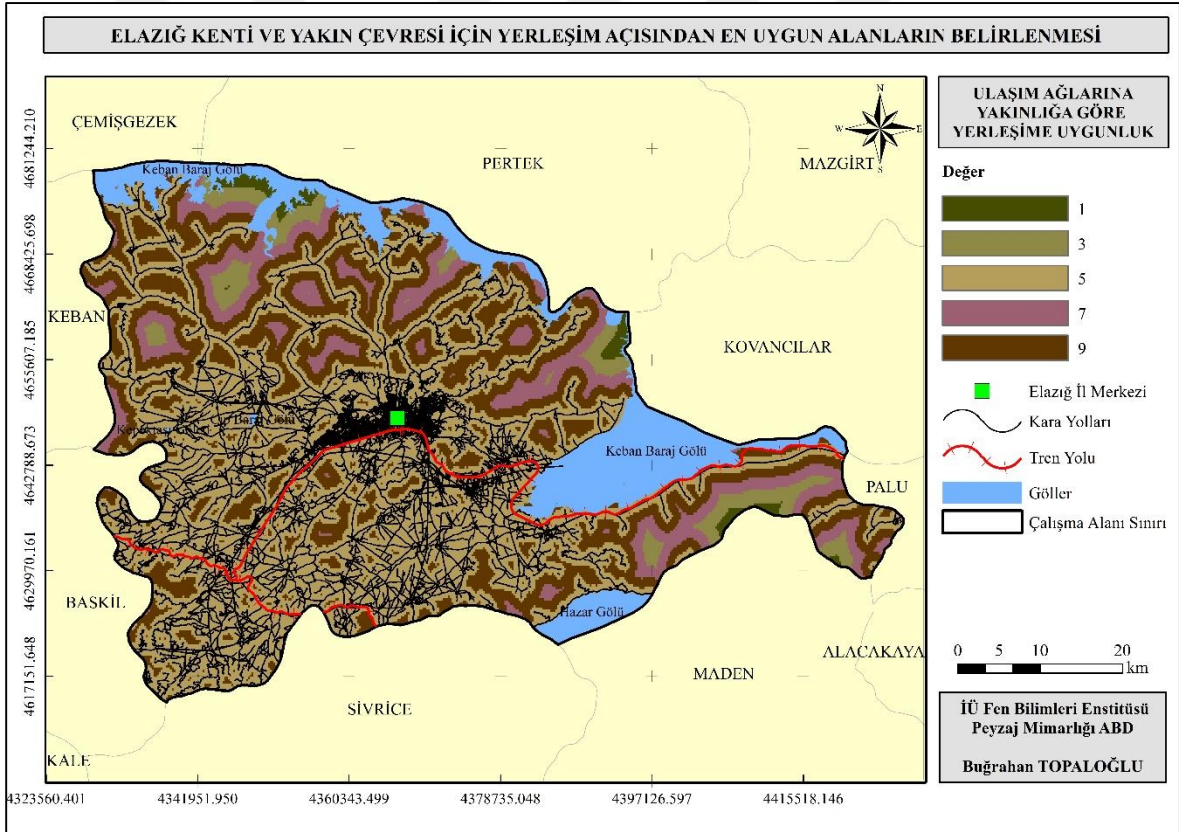 ELAZIĞ KENTİ VE YAKIN ÇEVRESİ İÇİN YERLEŞİM AÇISINDAN EN UYGUN ALANLARIN BELİRLENMESİ
ÇEMİŞGEZEK
PERTEK
MAZGİRT
Keban Baraj Gölü
KEBAN
KOVANCILAR
Keban Baraj Gölü
PALU
BASKİL
Hazar Gölü
ALACAKAYA
MADEN
SİVRİCE
KALE
N
W
E
S
4681244.210
4668425.698
4655607.185
4642788.673
4629970.161
4617151.648
4323560.401
4341951.950
4360343.499
4378735.048
4397126.597
4415518.146
ULAŞIM AĞLARINA
YAKINLIĞA GÖRE
YERLEŞİME UYGUNLUK
Değer
1
3
5
7
9
Elazığ İl Merkezi
Kara Yolları
Tren Yolu
Göller
Çalışma Alanı Sınırı
0 5 10 20
km
İÜ Fen Bilimleri Enstitüsü
Peyzaj Mimarlığı ABD
Buğrahan TOPALOĞLU